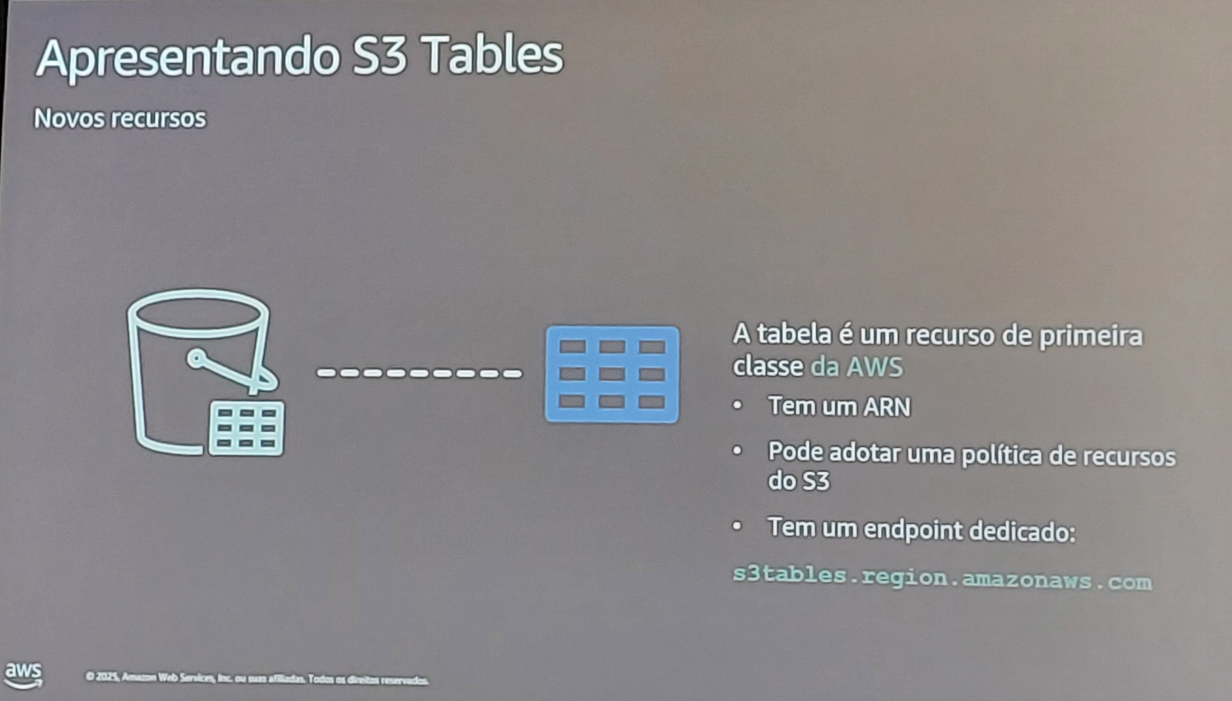 Apresentando S3 Tables
Novos recursos
A tabela é um recurso de primeira
classe da AWS
• Tem um ARN
• Pode adotar uma política de recursos
do S3
• Tem um endpoint dedicado:
s3tables.region.amazonaws.com
aws
© 2025, Amazon Web Services, Inc. ou suas afiliadas. Todos os direitos reservados.